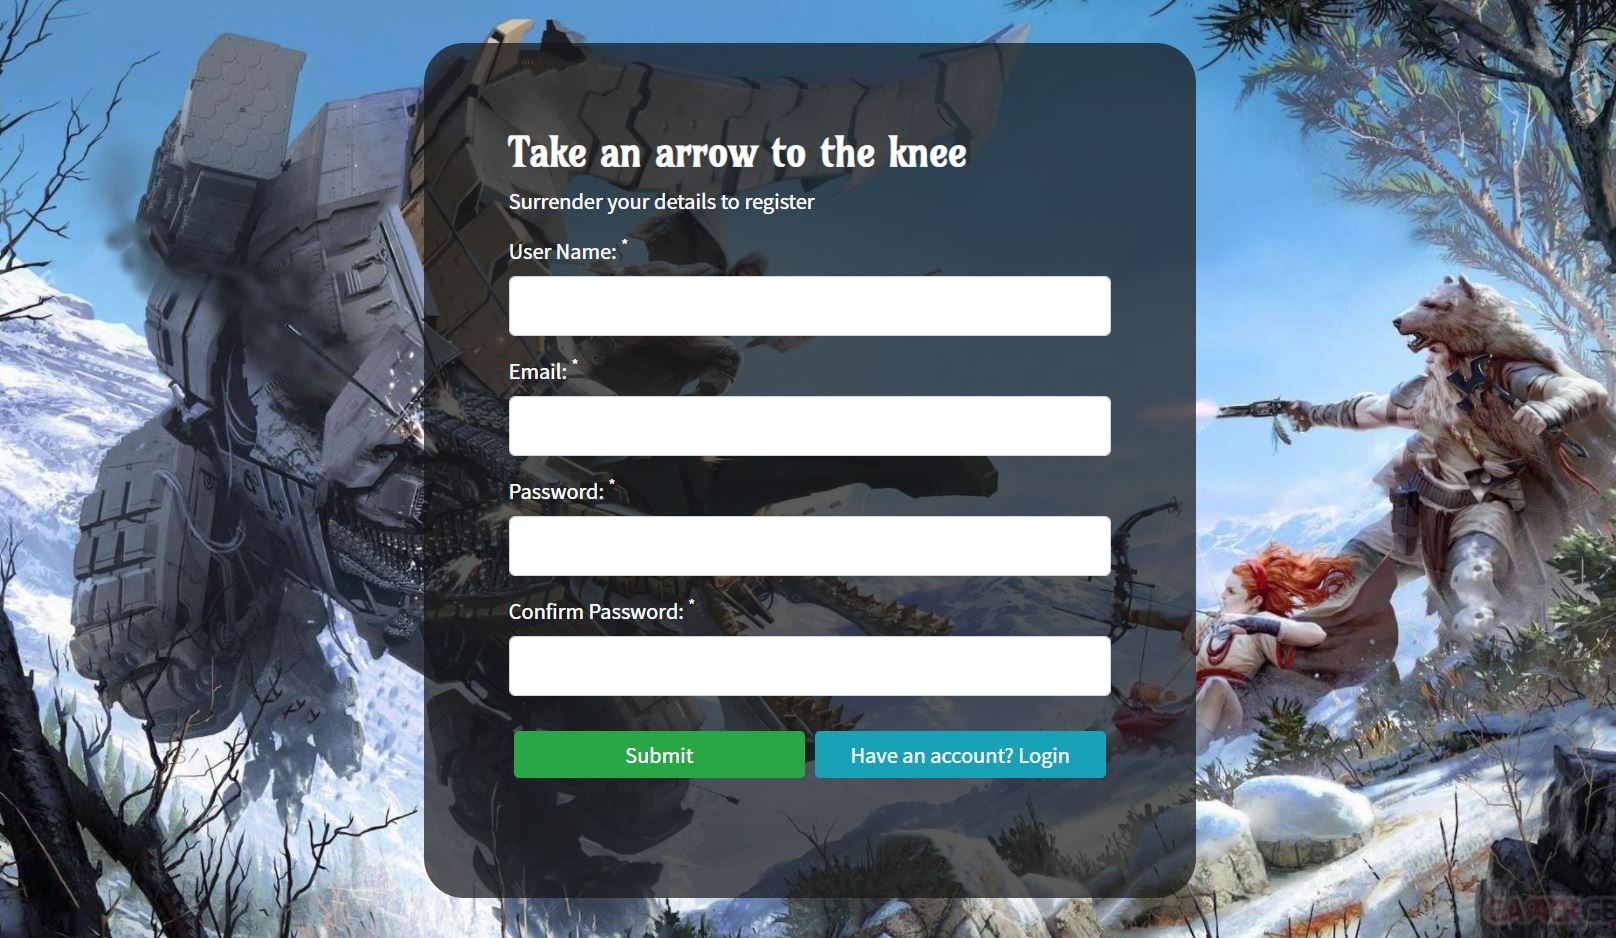 Take an arrow to the knee
Surrender your details to register
User Name: *
Email: *
Password: *
Confirm Password: *
Submit
Have an account? Login